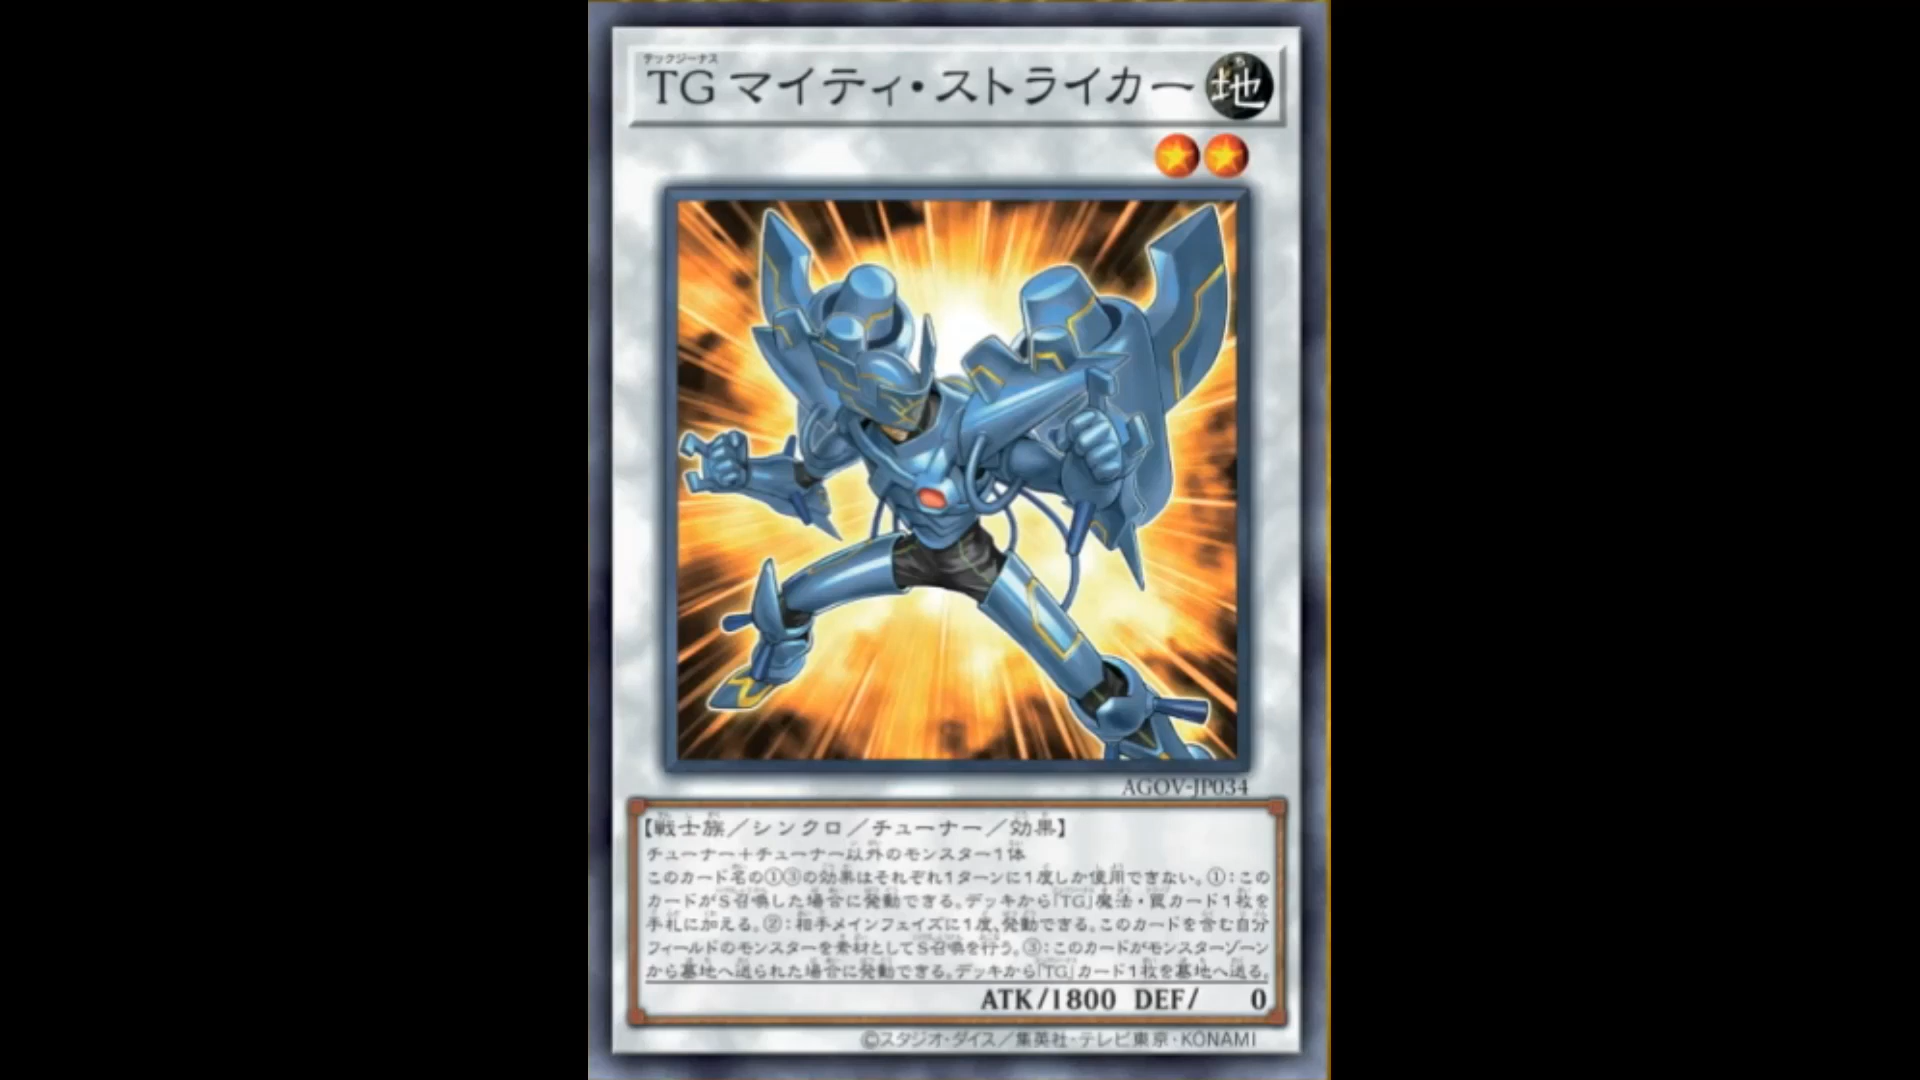 テックジーナス
TG マイティ・ストライカー
地
AGOV-JP034
【戦士族／シンクロ／チューナー／効果】
チューナー＋チューナー以外のモンスター1体
このカード名の①③の効果はそれぞれ1ターンに1度しか使用できない。①：この
カードがS召喚した場合に発動できる。デッキから「TG」魔法・罠カード1枚を
手札に加える。②：相手メインフェイズに1度、発動できる。このカードを含む自分
フィールドのモンスターを素材としてS召喚を行う。③：このカードがモンスターゾーン
から墓地へ送られた場合に発動できる。デッキから「TG」カード1枚を墓地へ送る。
ATK/1800 DEF/ 0
©スタジオ・ダイス／集英社・テレビ東京・KONAMI